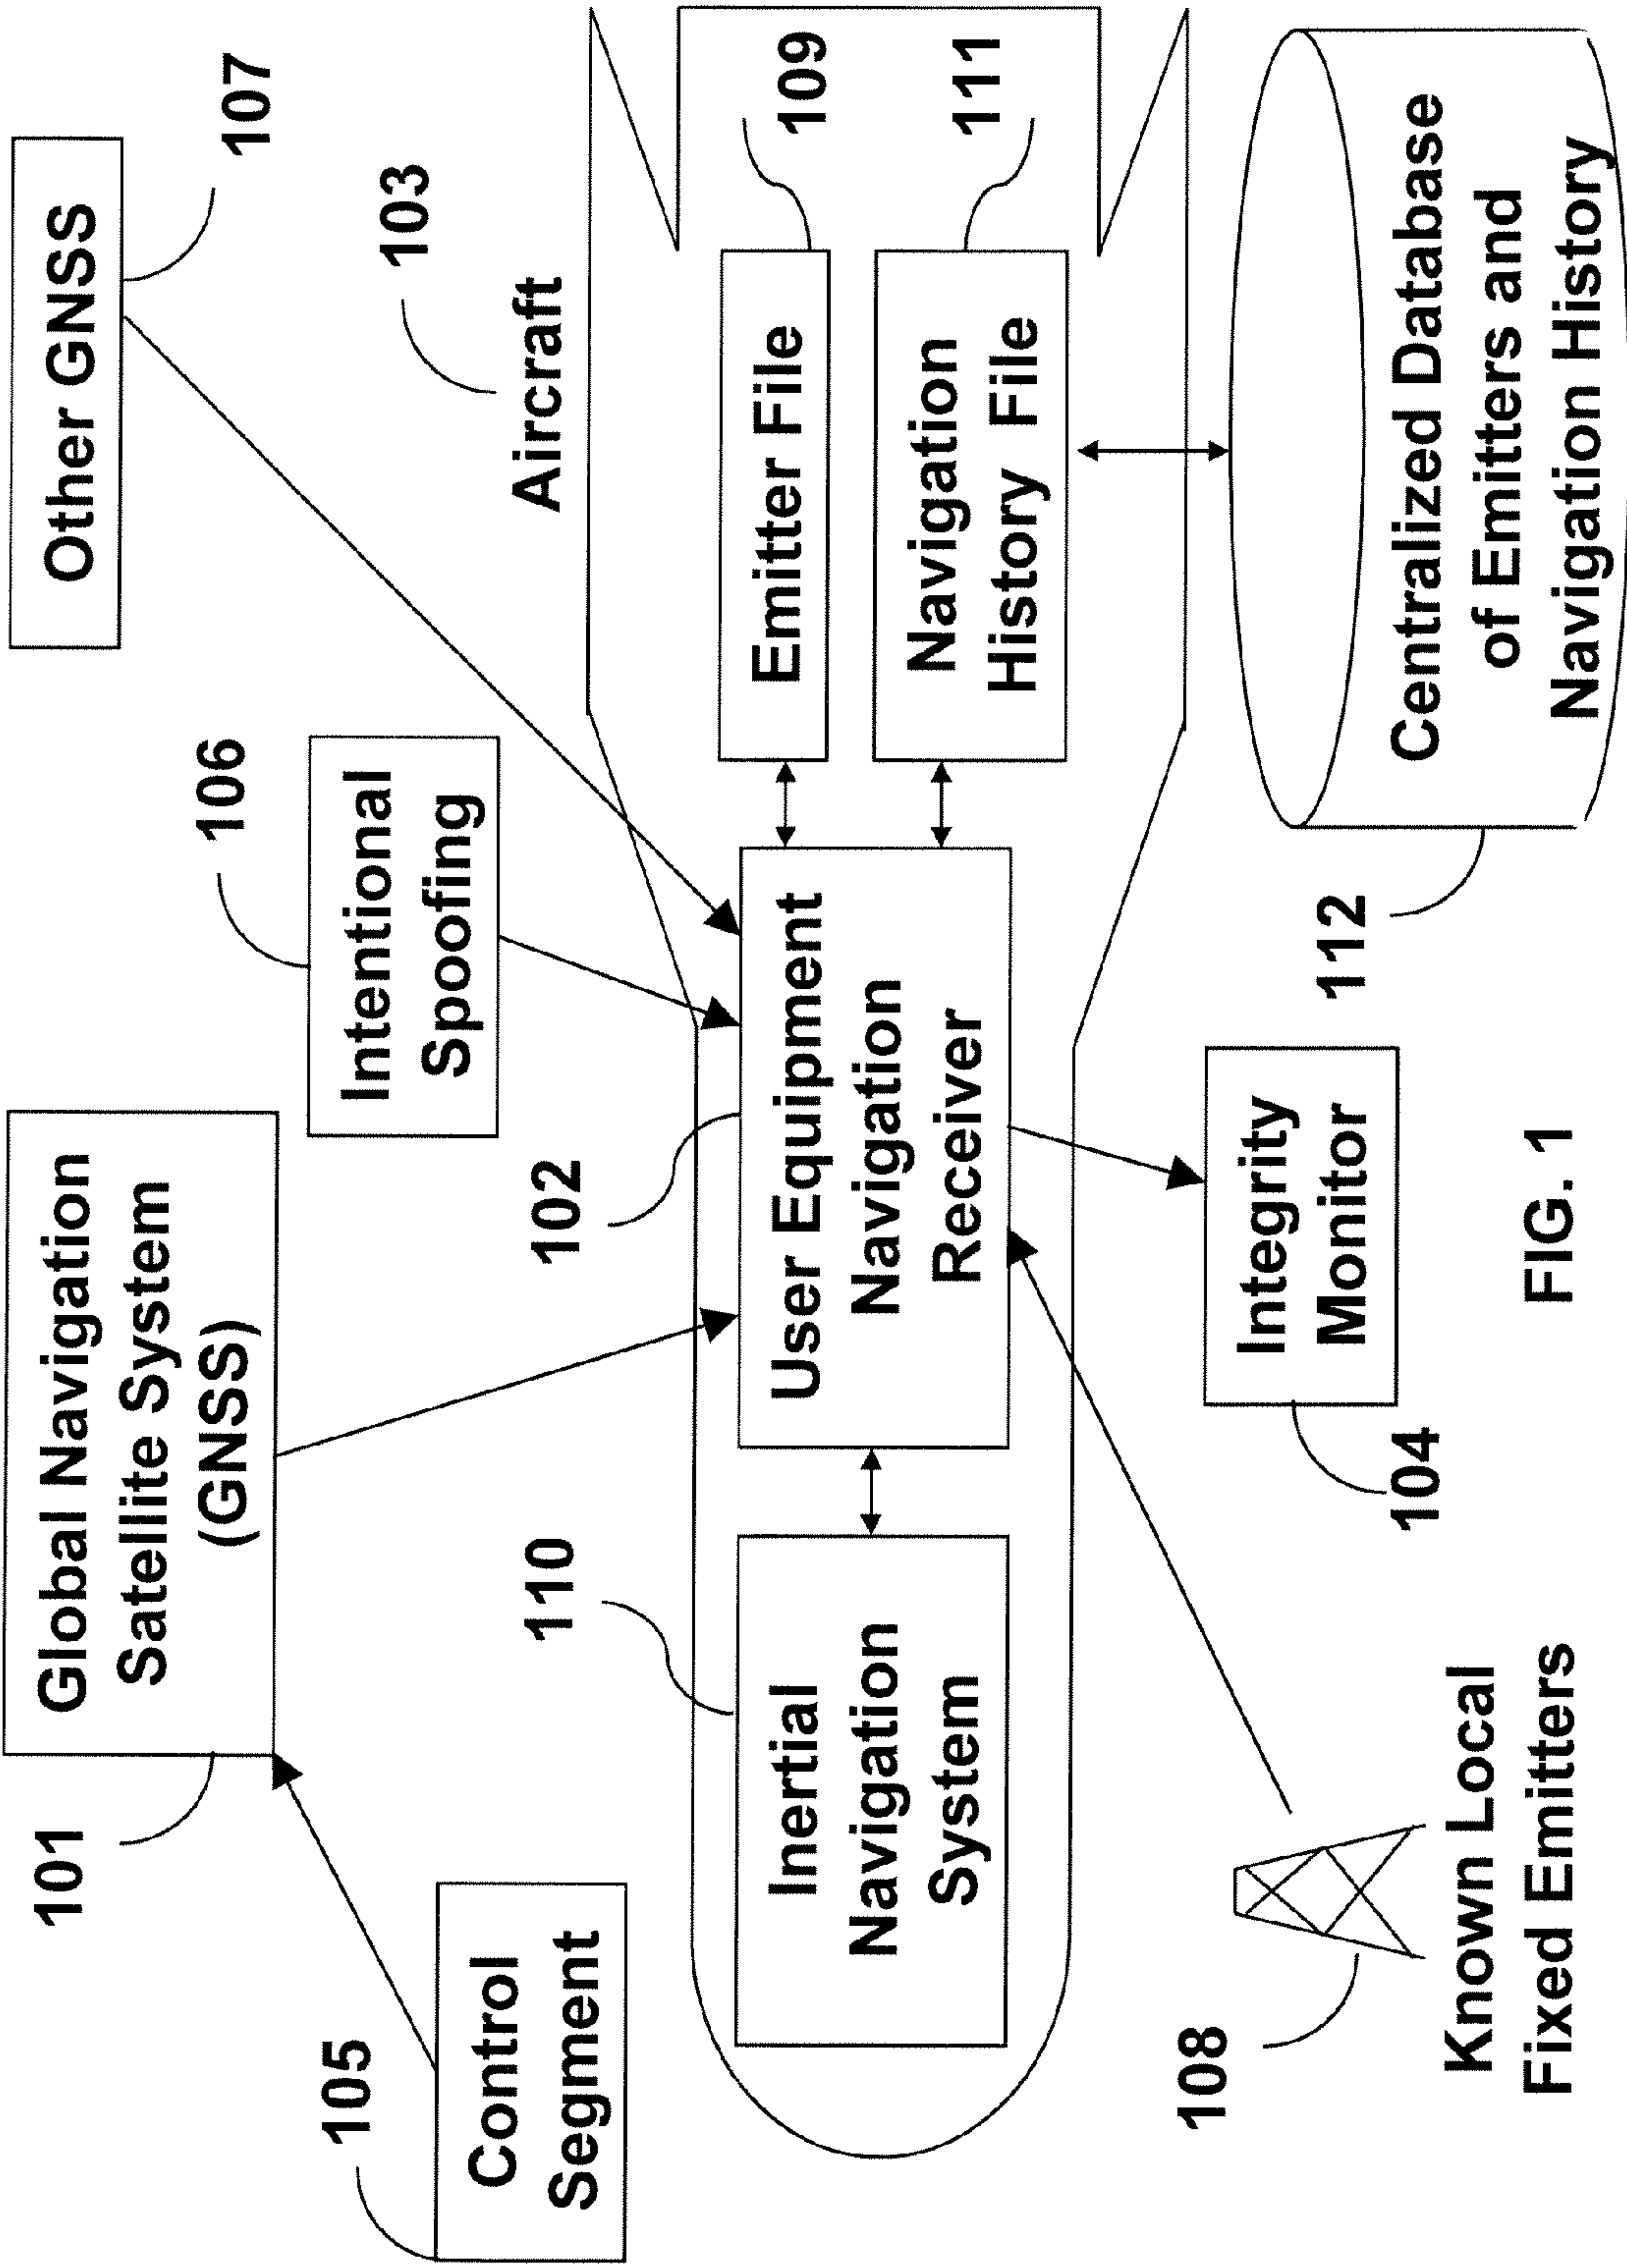 101
Global Navigation
Satellite System
(GNSS)
Other GNSS
107
105
Control
Segment
106
Intentional
Spoofing
103
Aircraft
110
102
Inertial
Navigation
System
User Equipment
Navigation
Receiver
Emitter File
109
Navigation
History File
111
108
Known Local
Fixed Emitters
104
Integrity
Monitor
112
Centralized Database
of Emitters and
Navigation History
FIG. 1